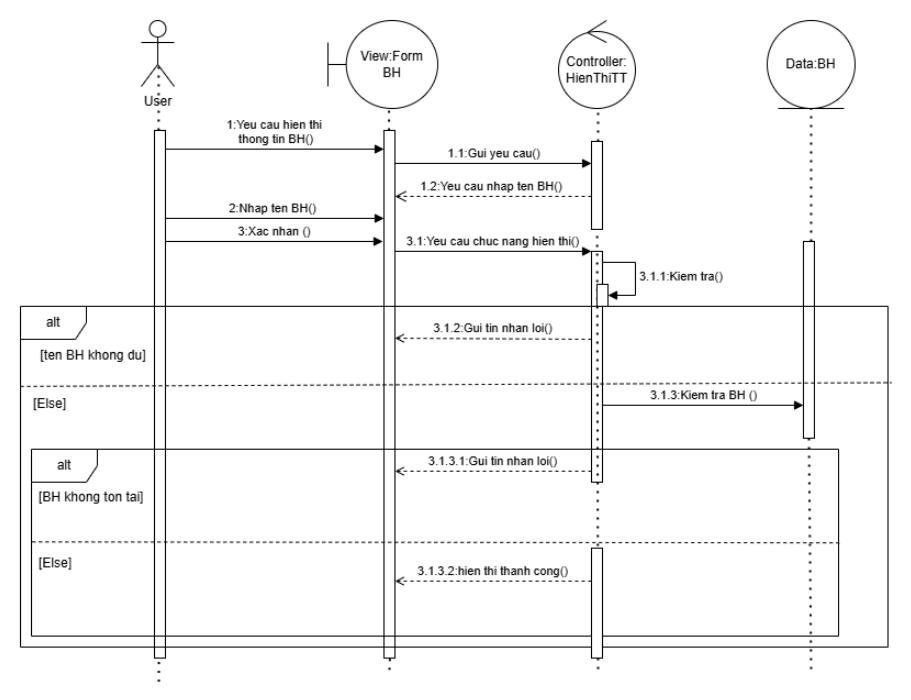 View:Form
BH
Controller:
HienThiTT
Data:BH
User
1:Yeu cau hien thi
thong tin BH()
1.1:Gui yeu cau()
1.2:Yeu cau nhap ten BH()
2:Nhap ten BH()
3:Xac nhan ()
3.1:Yeu cau chuc nang hien thi()
3.1.1:Kiem tra()
alt
3.1.2:Gui tin nhan loi()
[ten BH khong du]
[Else]
3.1.3:Kiem tra BH ()
alt
3.1.3.1:Gui tin nhan loi()
[BH khong ton tai]
[Else]
3.1.3.2:hien thi thanh cong()